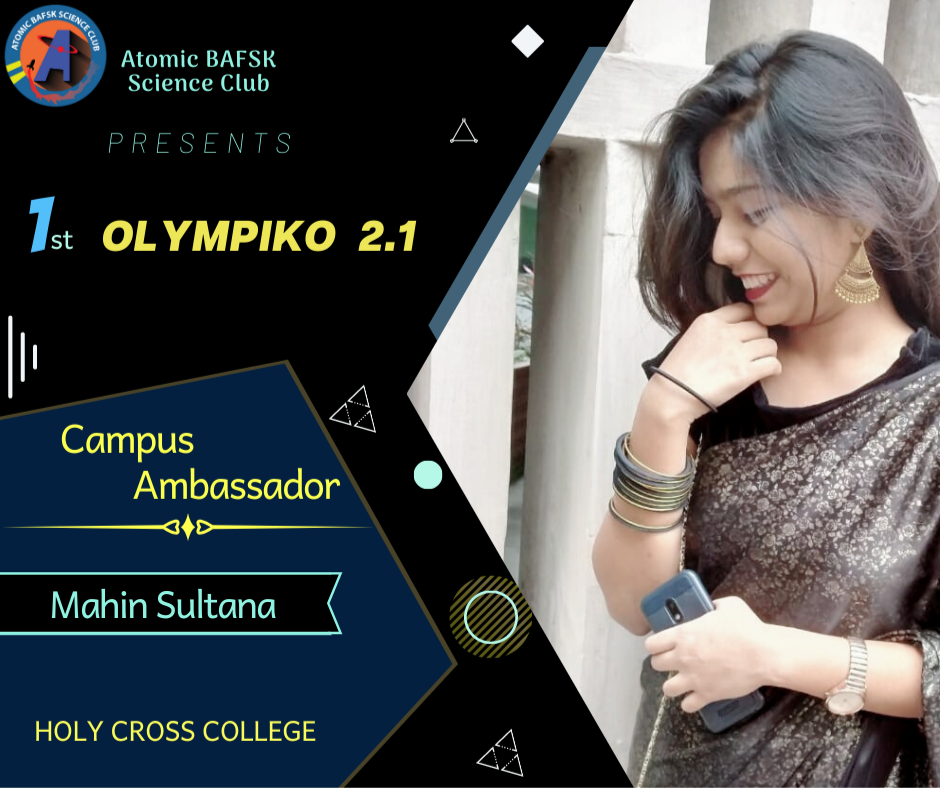 ATOMIC BAFSK SCIENCE CLUB
A
Atomic BAFSK
Science Club
PRESENTS
1st OLYMPIKO 2.1
Campus
Ambassador
Mahin Sultana
HOLY CROSS COLLEGE